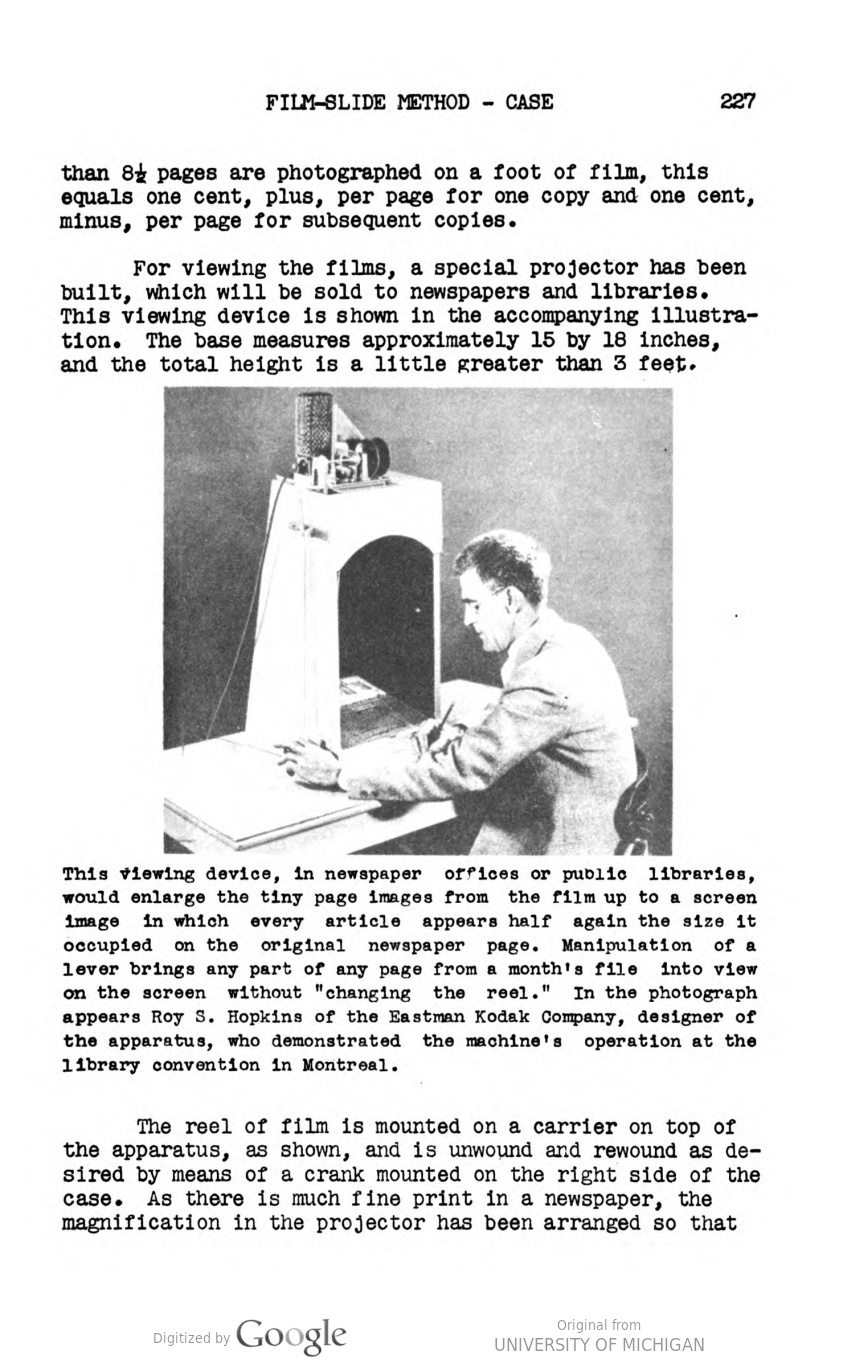 FILM-SLIDE METHOD - CASE 227
than 8½ pages are photographed on a foot of film, this
equals one cent, plus, per page for one copy and one cent,
minus, per page for subsequent copies.
For viewing the films, a special projector has been
built, which will be sold to newspapers and libraries.
This viewing device is shown in the accompanying illustra-
tion. The base measures approximately 15 by 18 inches,
and the total height is a little greater than 3 feet.
This viewing device, in newspaper offices or public libraries,
would enlarge the tiny page images from the film up to a screen
image in which every article appears half again the size it
occupied on the original newspaper page. Manipulation of a
lever brings any part of any page from a month's file into view
on the screen without "changing the reel." In the photograph
appears Roy S. Hopkins of the Eastman Kodak Company, designer of
the apparatus, who demonstrated the machine's operation at the
library convention in Montreal.
The reel of film is mounted on a carrier on top of
the apparatus, as shown, and is unwound and rewound as de-
sired by means of a crank mounted on the right side of the
case. As there is much fine print in a newspaper, the
magnification in the projector has been arranged so that
Digitized by Google
Original from
UNIVERSITY OF MICHIGAN